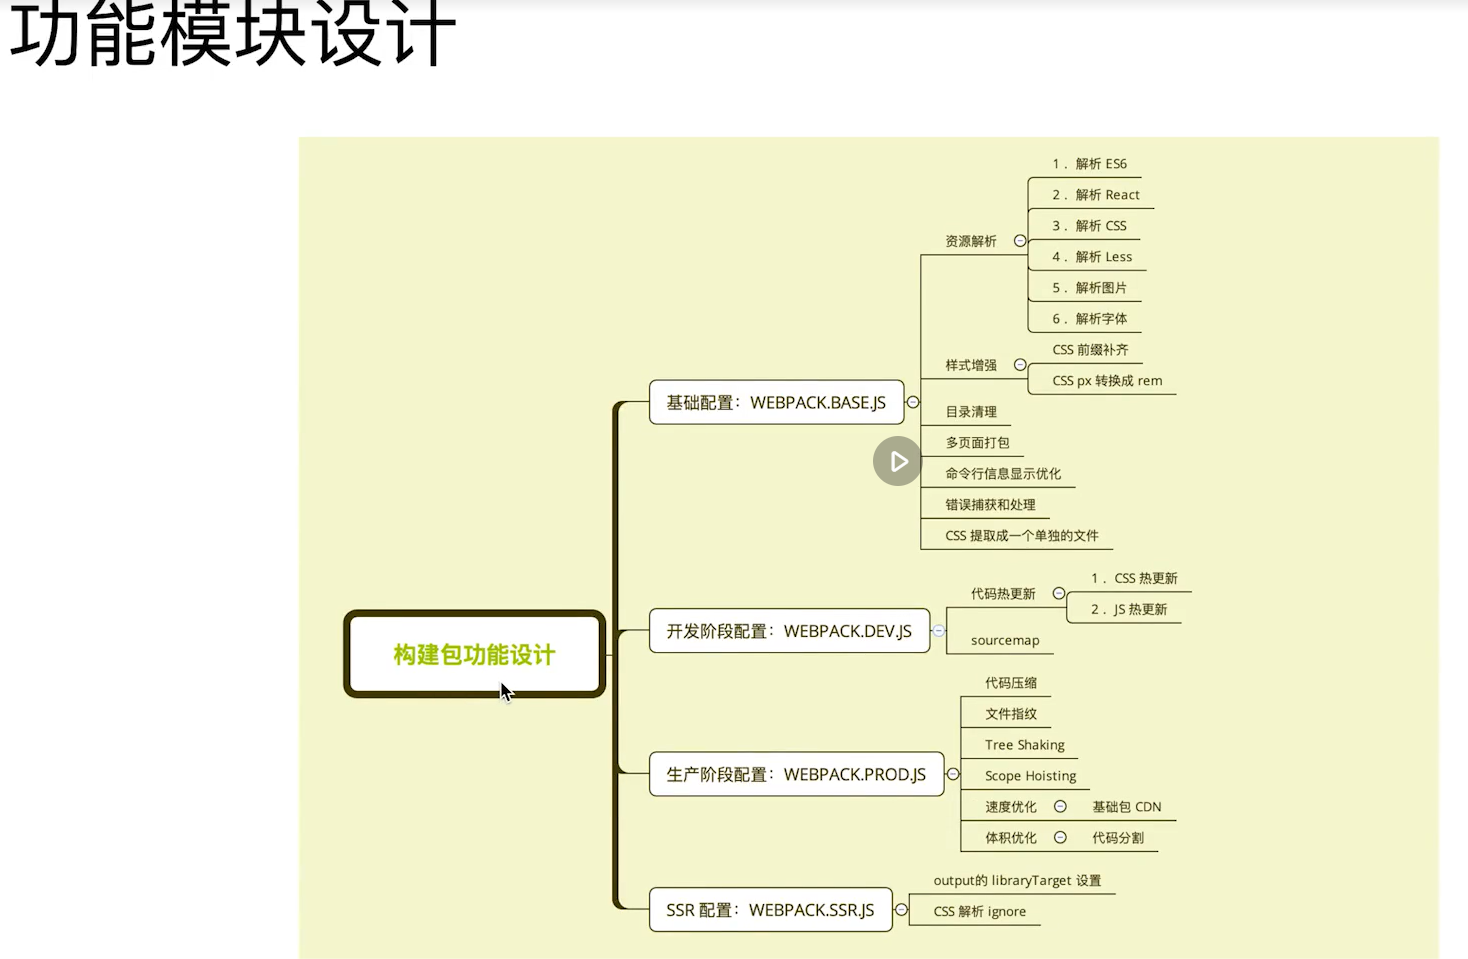 功能模块设计
构建包功能设计
基础配置：WEBPACK.BASE.JS
资源解析
1．解析 ES6
2．解析 React
3．解析 CSS
4．解析 Less
5．解析图片
6．解析字体
样式增强
CSS 前缀补齐
CSS px 转换成 rem
目录清理
多页面打包
命令行信息显示优化
错误捕获和处理
CSS 提取成一个单独的文件
开发阶段配置：WEBPACK.DEV.JS
代码热更新
1．CSS 热更新
2．JS 热更新
sourcemap
生产阶段配置：WEBPACK.PROD.JS
代码压缩
文件指纹
Tree Shaking
Scope Hoisting
速度优化
基础包 CDN
体积优化
代码分割
SSR 配置：WEBPACK.SSR.JS
output的 libraryTarget 设置
CSS 解析 ignore